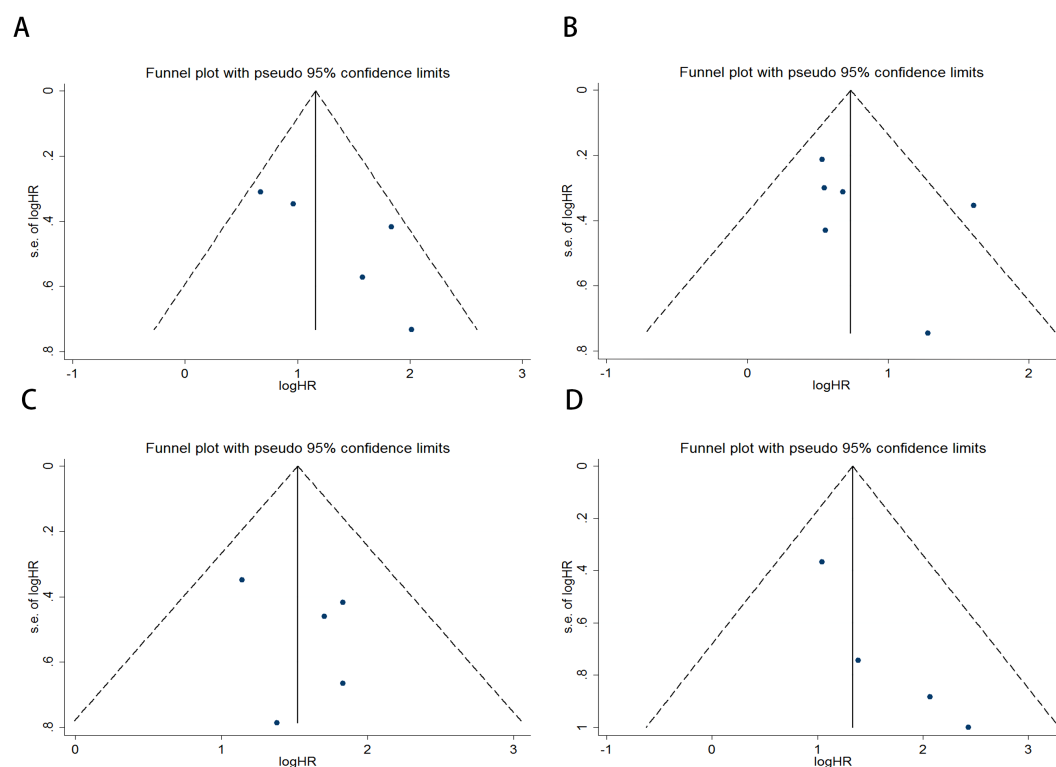 A
Funnel plot with pseudo 95% confidence limits
s.e. of logHR
0
.2
.4
.6
.8
-1
0
1
2
3
logHR
B
Funnel plot with pseudo 95% confidence limits
s.e. of logHR
0
.2
.4
.6
.8
-1
0
1
2
logHR
C
Funnel plot with pseudo 95% confidence limits
s.e. of logHR
0
.2
.4
.6
.8
0
1
2
3
logHR
D
Funnel plot with pseudo 95% confidence limits
s.e. of logHR
0
.2
.4
.6
.8
1
-1
0
1
2
3
logHR